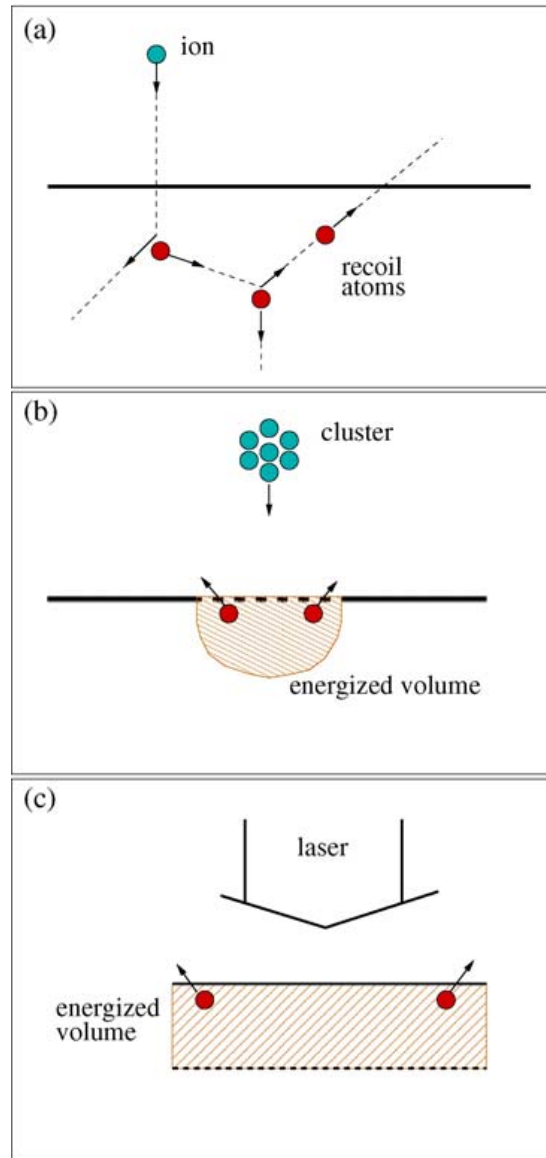 (a)
ion
recoil
atoms
(b)
cluster
energized volume
(c)
laser
energized
volume